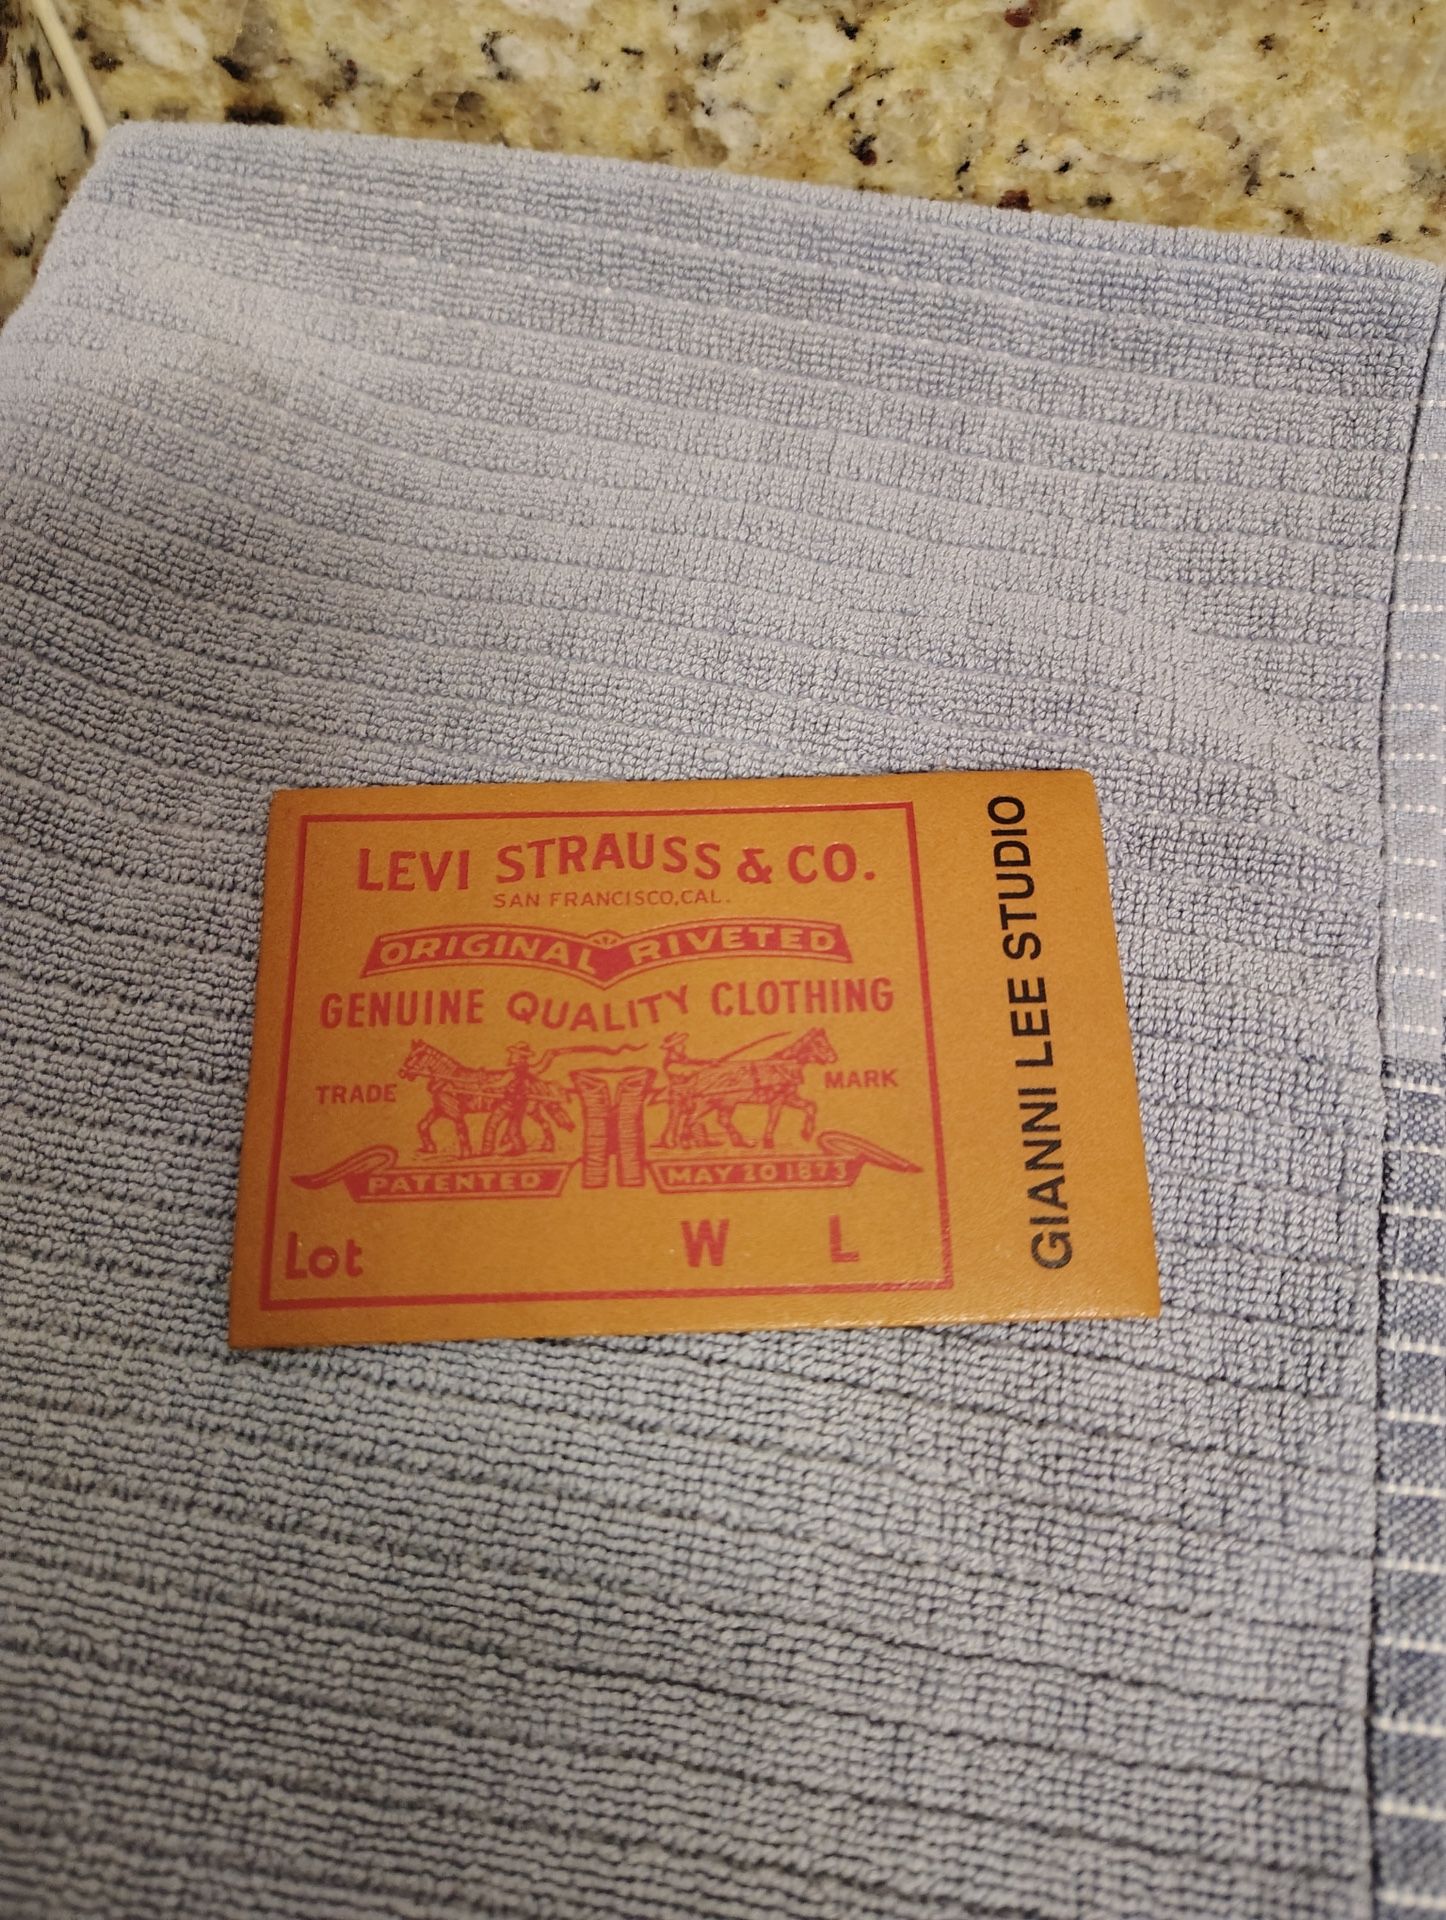 LEVI STRAUSS & CO.
SAN FRANCISCO, CAL.
ORIGINAL RIVETED
GENUINE QUALITY CLOTHING
TRADE MARK
PATENTED MAY 20 1873
Lot W L
GIANNI LEE STUDIO